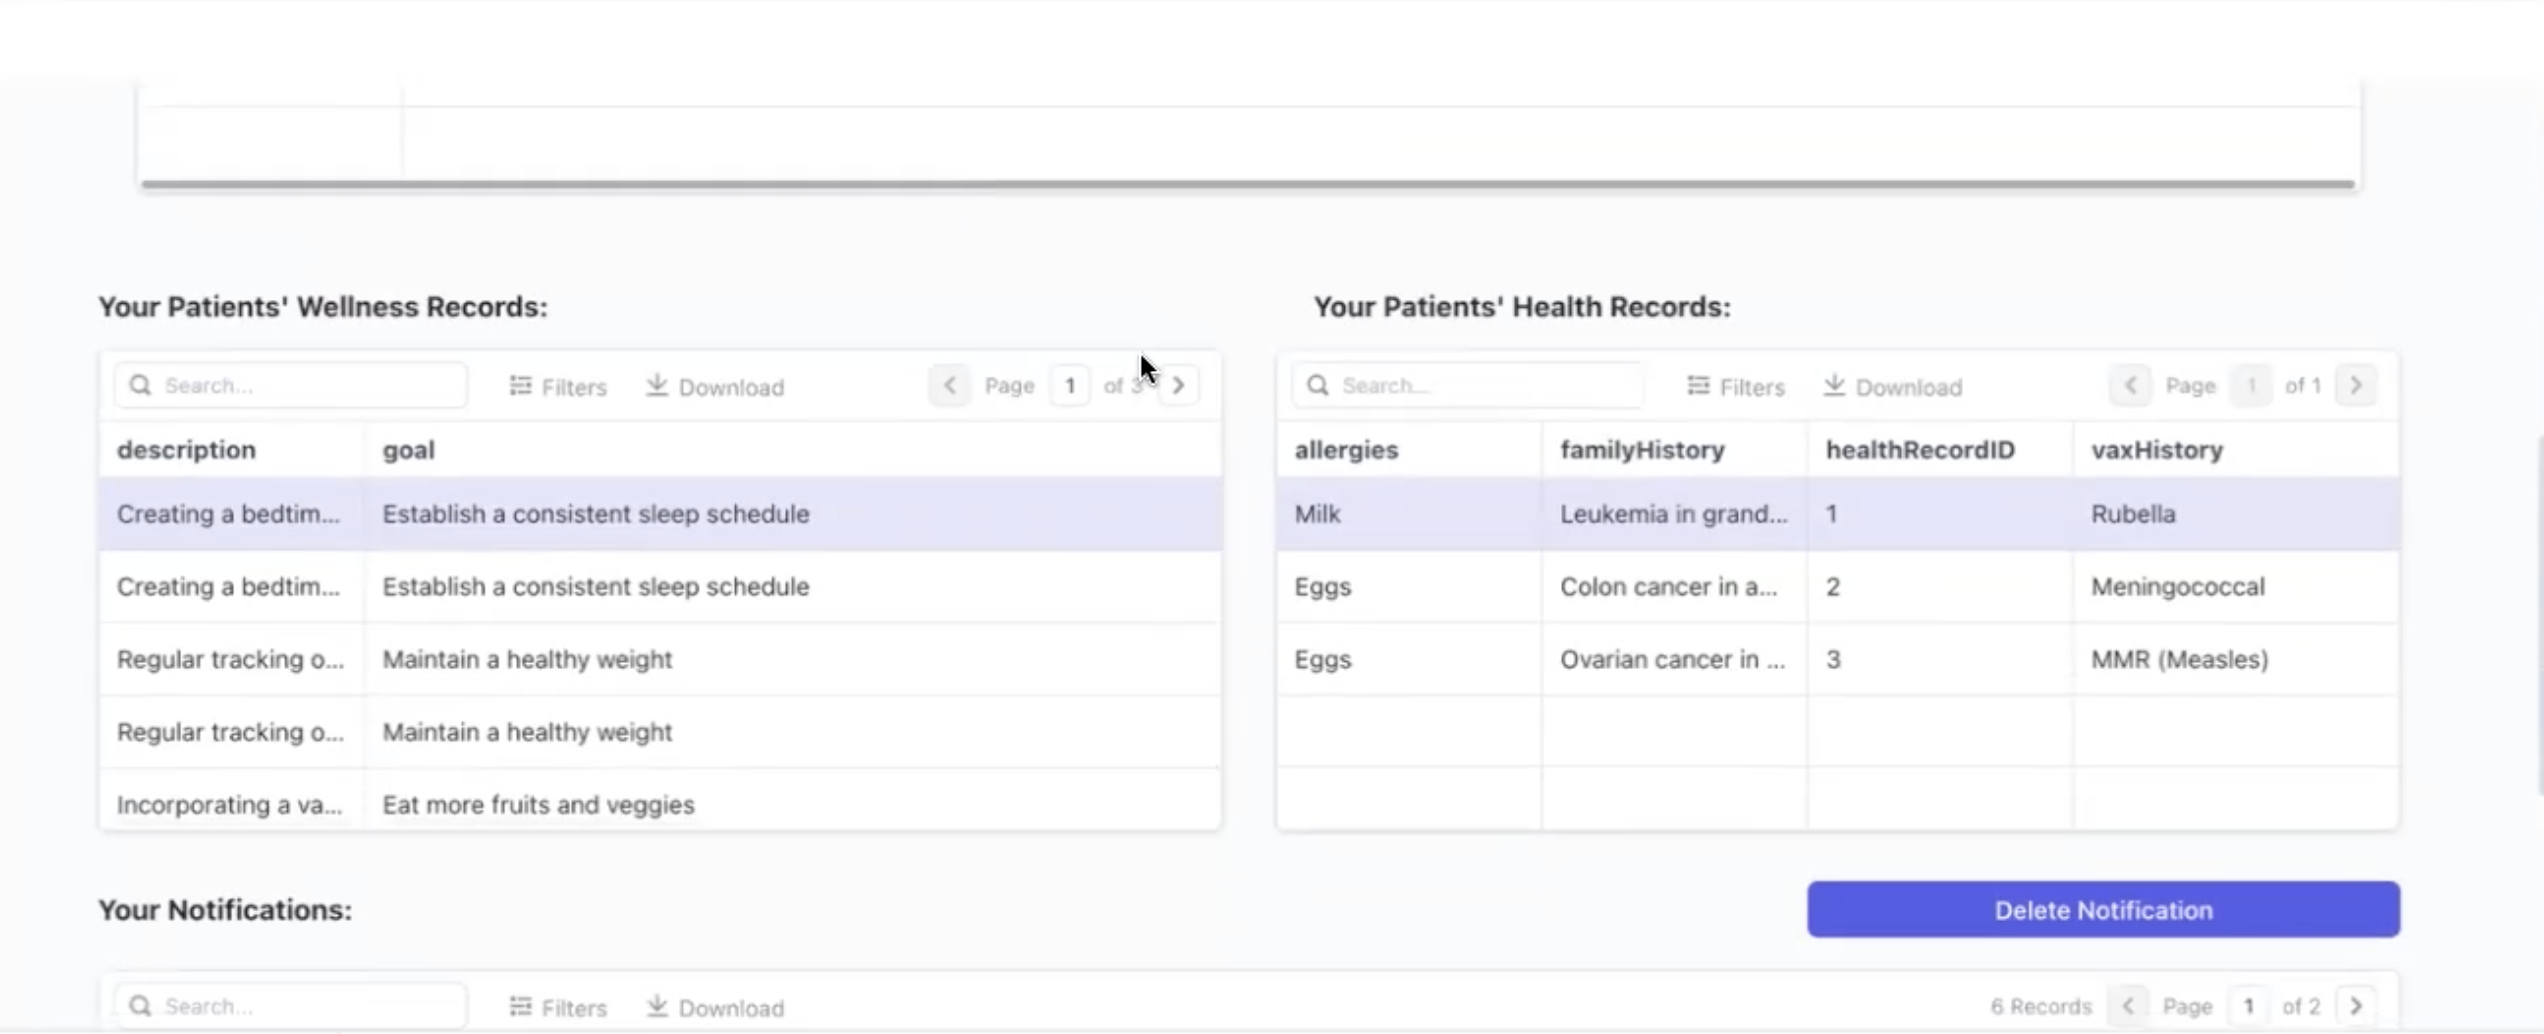 Your Patients' Wellness Records:
Your Patients' Health Records:
Search...
Filters
Download
Page 1 of 3
Search...
Filters
Download
Page 1 of 1
description goal
Creating a bedtim... Establish a consistent sleep schedule
Creating a bedtim... Establish a consistent sleep schedule
Regular tracking o... Maintain a healthy weight
Regular tracking o... Maintain a healthy weight
Incorporating a va... Eat more fruits and veggies
allergies familyHistory healthRecordID vaxHistory
Milk Leukemia in grand... 1 Rubella
Eggs Colon cancer in a... 2 Meningococcal
Eggs Ovarian cancer in ... 3 MMR (Measles)
Your Notifications:
Delete Notification
Search...
Filters
Download
6 Records
Page 1 of 2